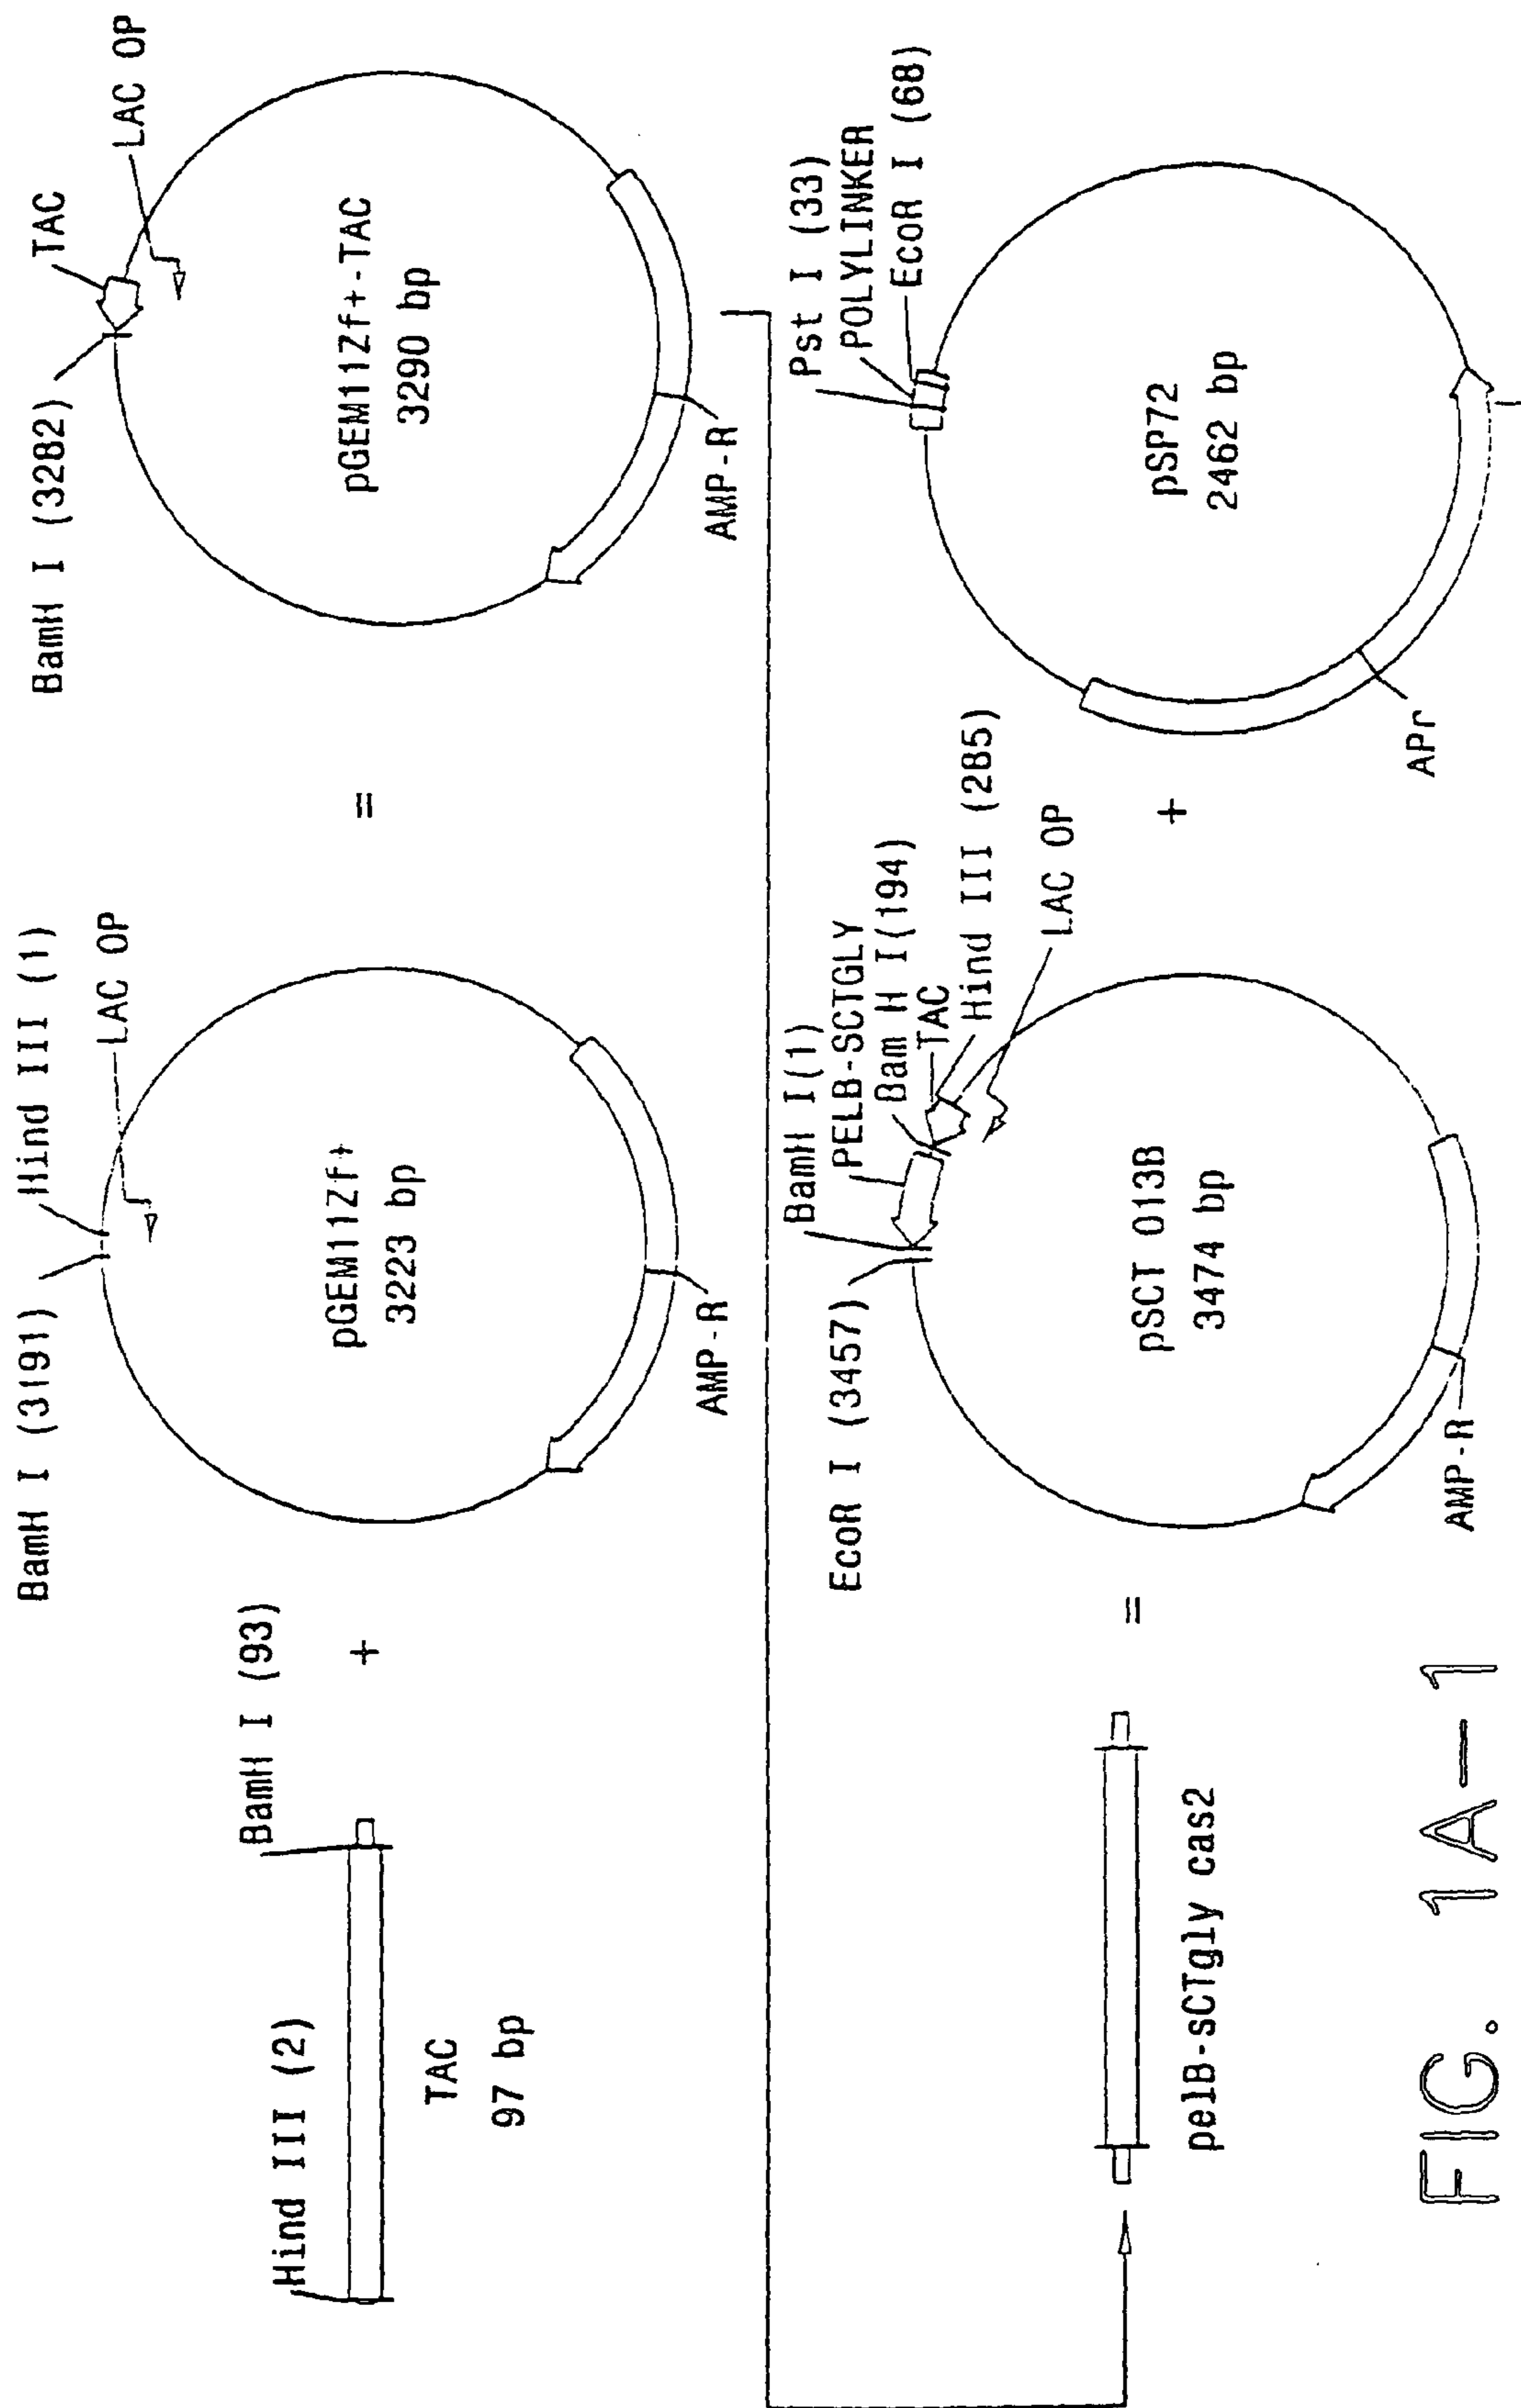 Hind III (2)
BamH I (93)
TAC
97 bp
+
BamH I (3191)
Hind III (1)
LAC OP
pGEM11Zf+
3223 bp
AMP-R
=
BamH I (3282)
TAC
LAC OP
pGEM11Zf+-TAC
3290 bp
AMP-R
pelB-sCTgly cas2
=
EcoR I (3457)
BamH I(1)
PELB-SCTGLY
Bam H I(194)
TAC
Hind III (285)
LAC OP
pSCT 013B
3474 bp
AMP-R
+
Pst I (33)
POLYLINKER
EcoR I (68)
pSP72
2462 bp
APr
FIG. 1A-1